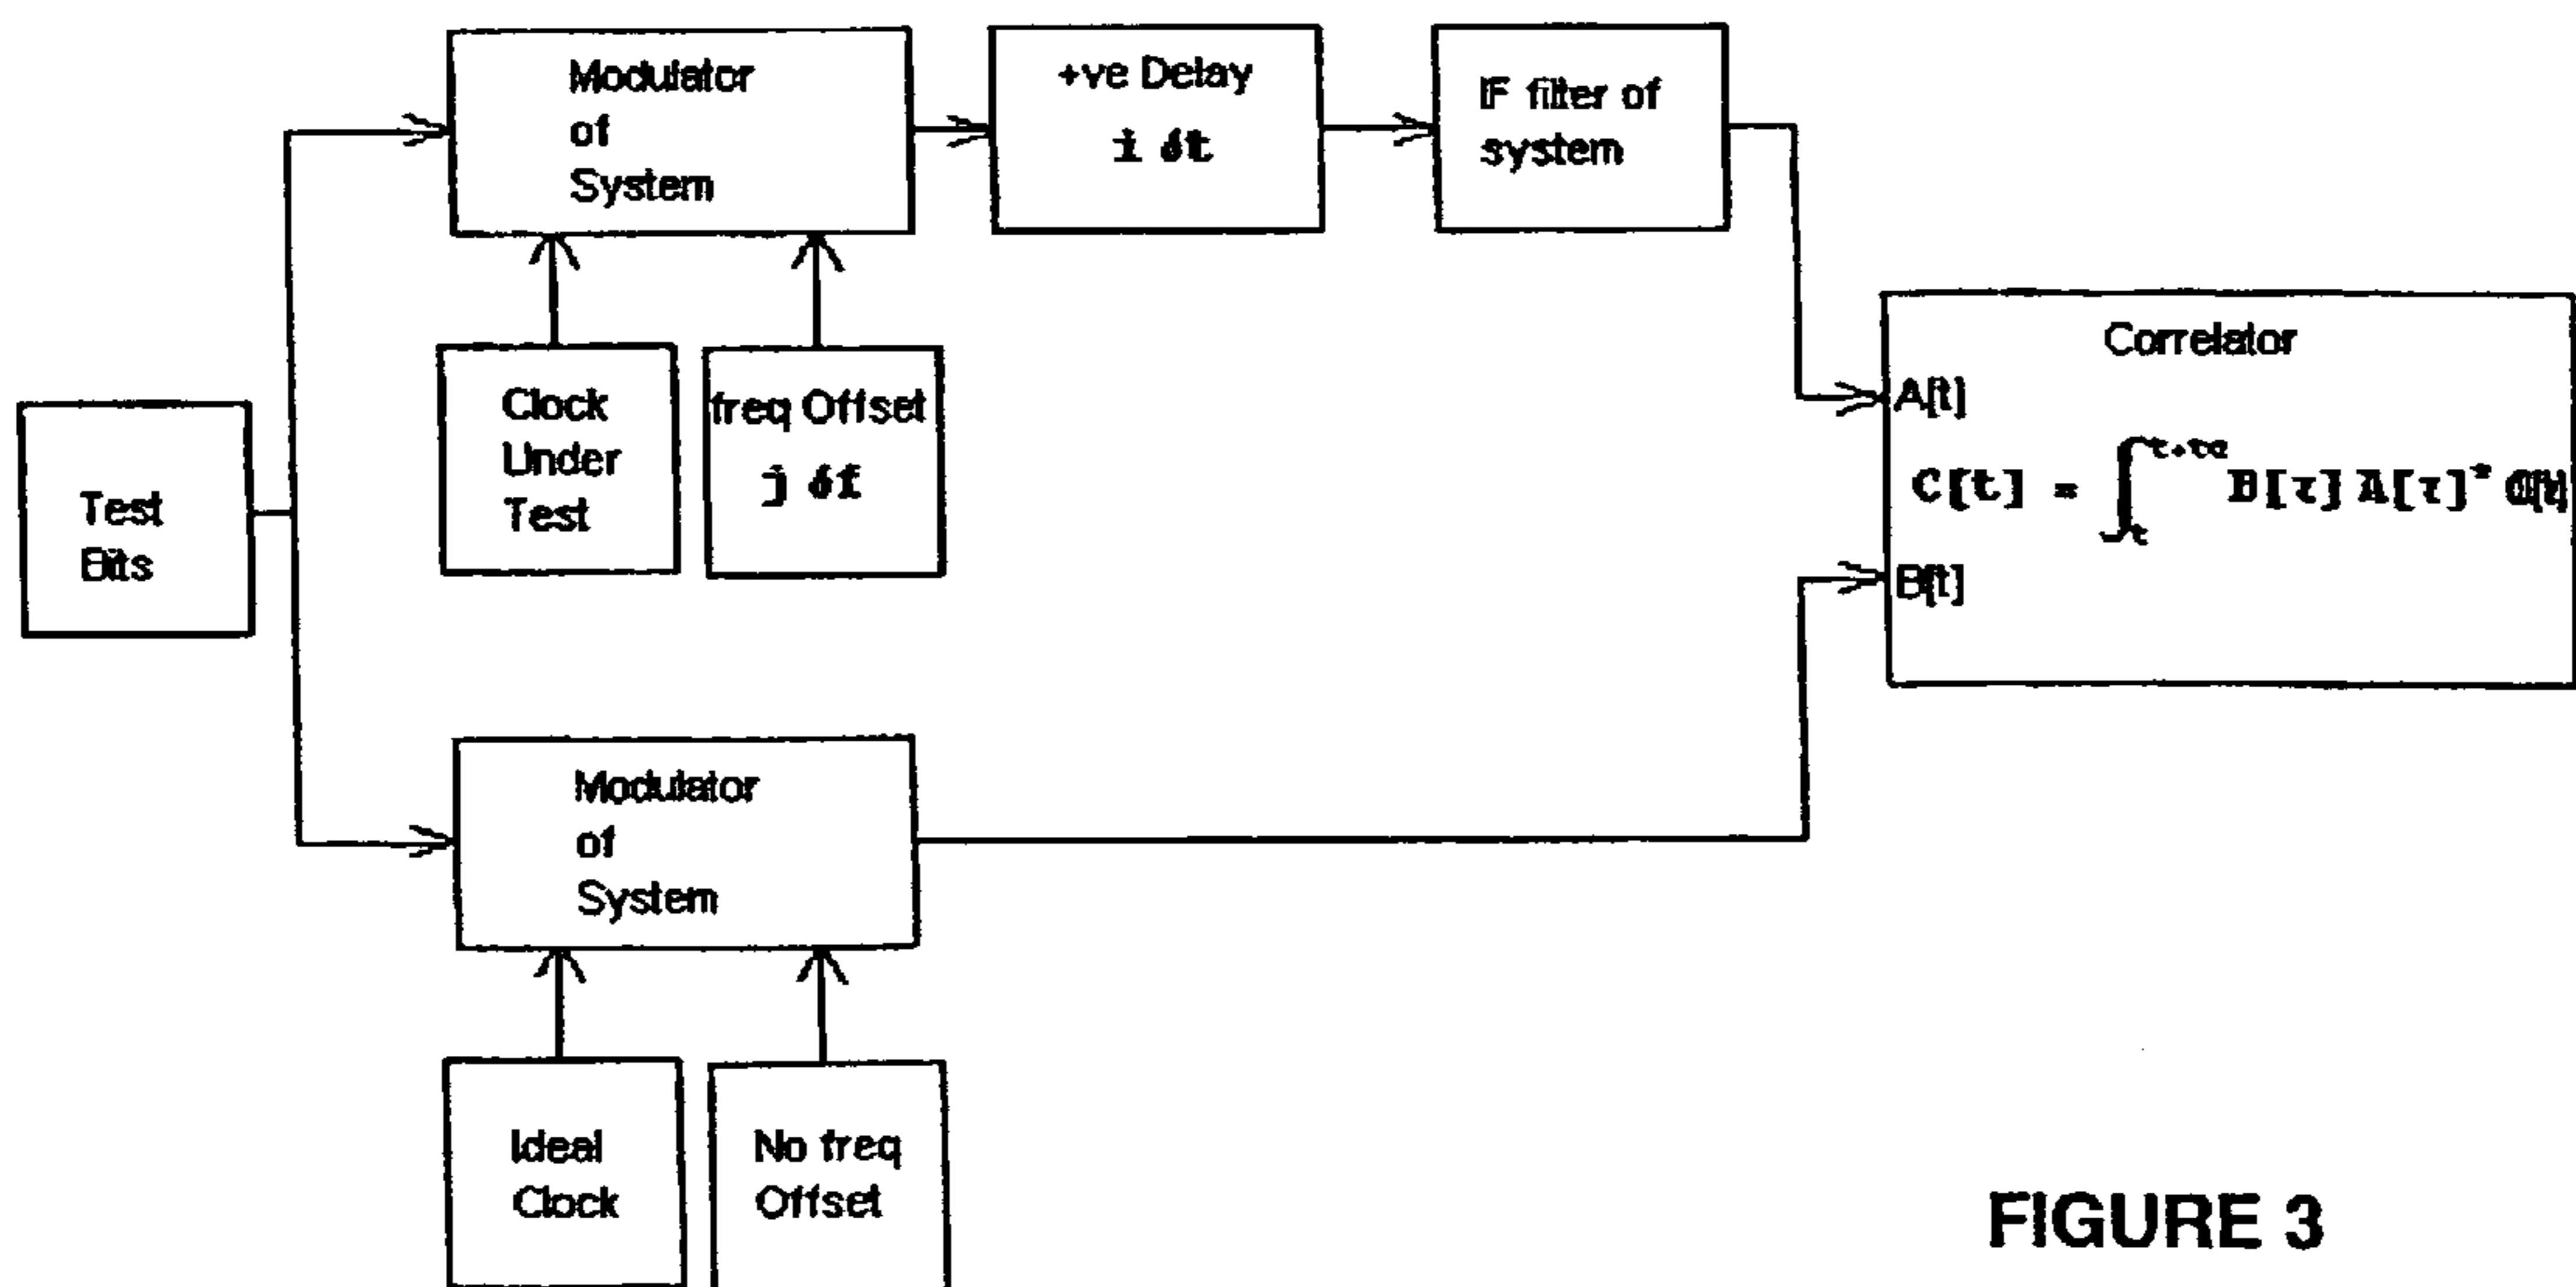 Modulator
of
System
+ve Delay
i δt
IF filter of
system
Clock
Under
Test
freq Offset
j δf
Test
Bits
Correlator
A[t]
C[t] = ∫ B[τ] A[τ]*
t
B[t]
Modulator
of
System
Ideal
Clock
No freq
Offset
FIGURE 3